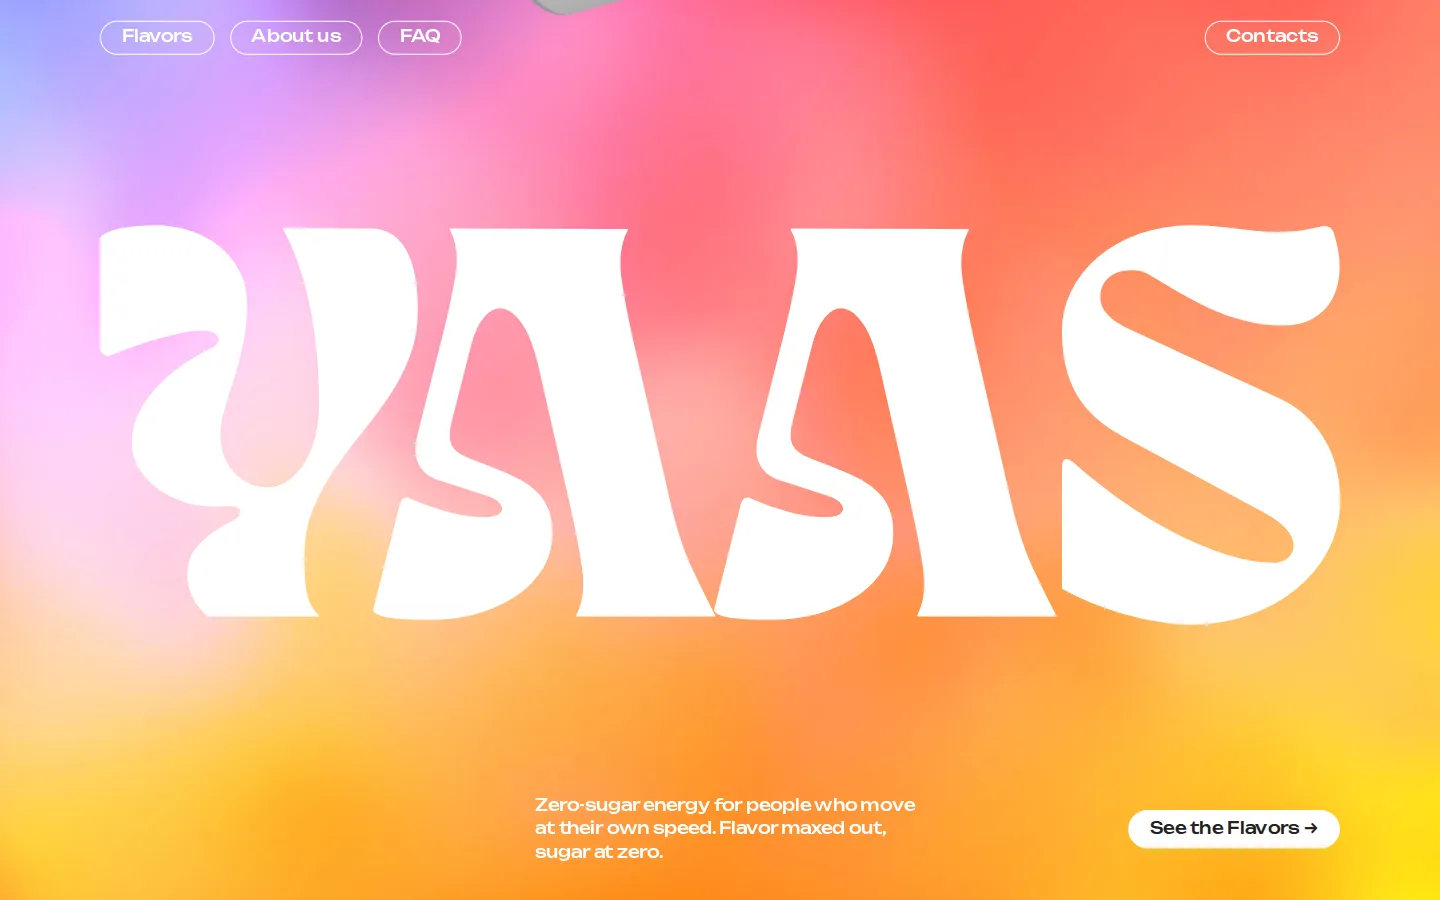 Flavors
About us
FAQ
Contacts
YAAS
Zero-sugar energy for people who move
at their own speed. Flavor maxed out,
sugar at zero.
See the Flavors →